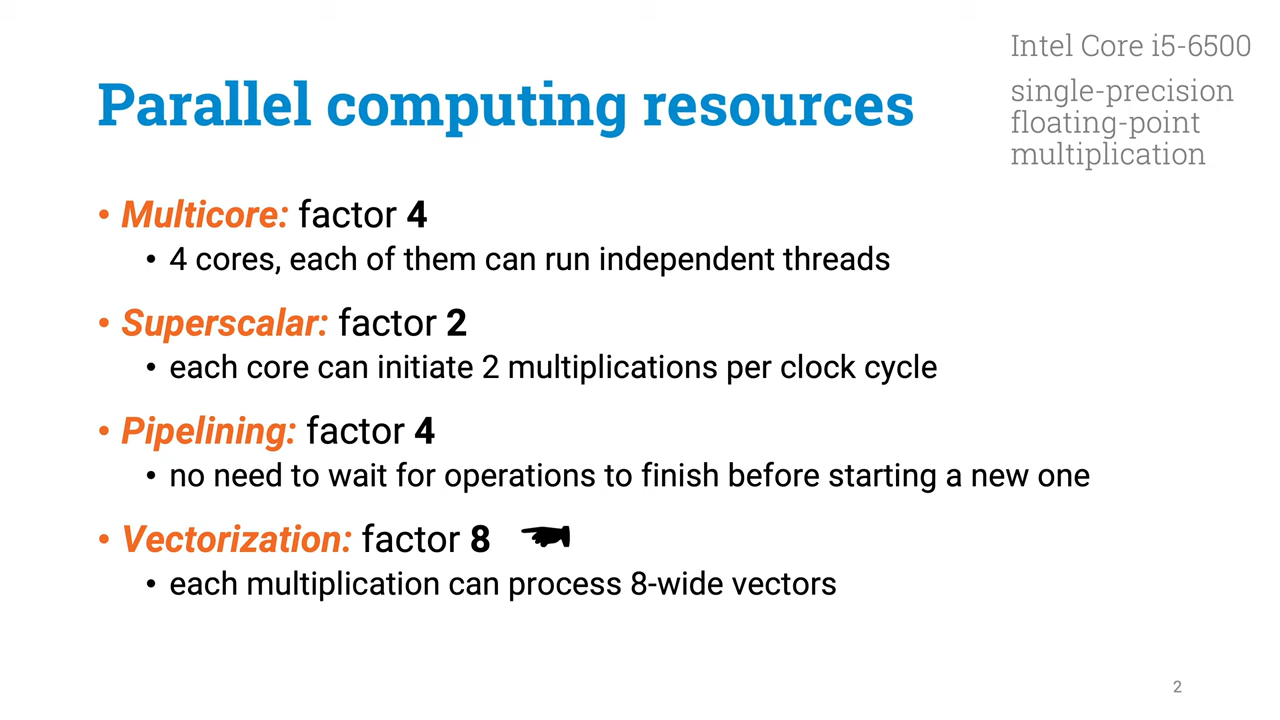 Intel Core i5-6500
single-precision
floating-point
multiplication
Parallel computing resources
• Multicore: factor 4
• 4 cores, each of them can run independent threads
• Superscalar: factor 2
• each core can initiate 2 multiplications per clock cycle
• Pipelining: factor 4
• no need to wait for operations to finish before starting a new one
• Vectorization: factor 8
• each multiplication can process 8-wide vectors
2